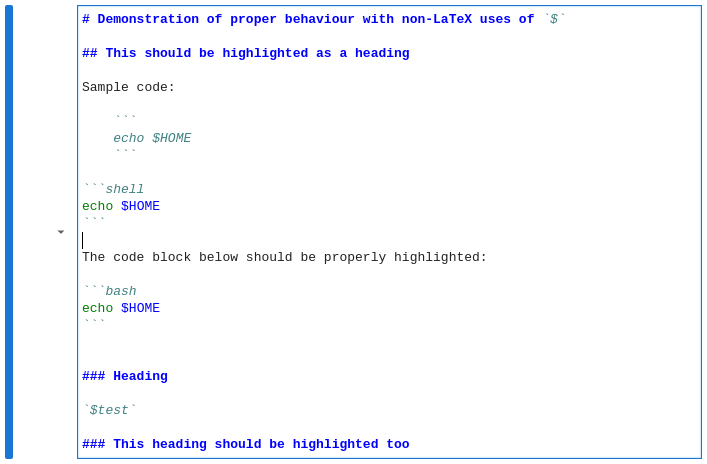 # Demonstration of proper behaviour with non-LaTeX uses of `$`
## This should be highlighted as a heading
Sample code:
    ```
    echo $HOME
    ```
```shell
echo $HOME
```
The code block below should be properly highlighted:
```bash
echo $HOME
```
### Heading
`$test`
### This heading should be highlighted too